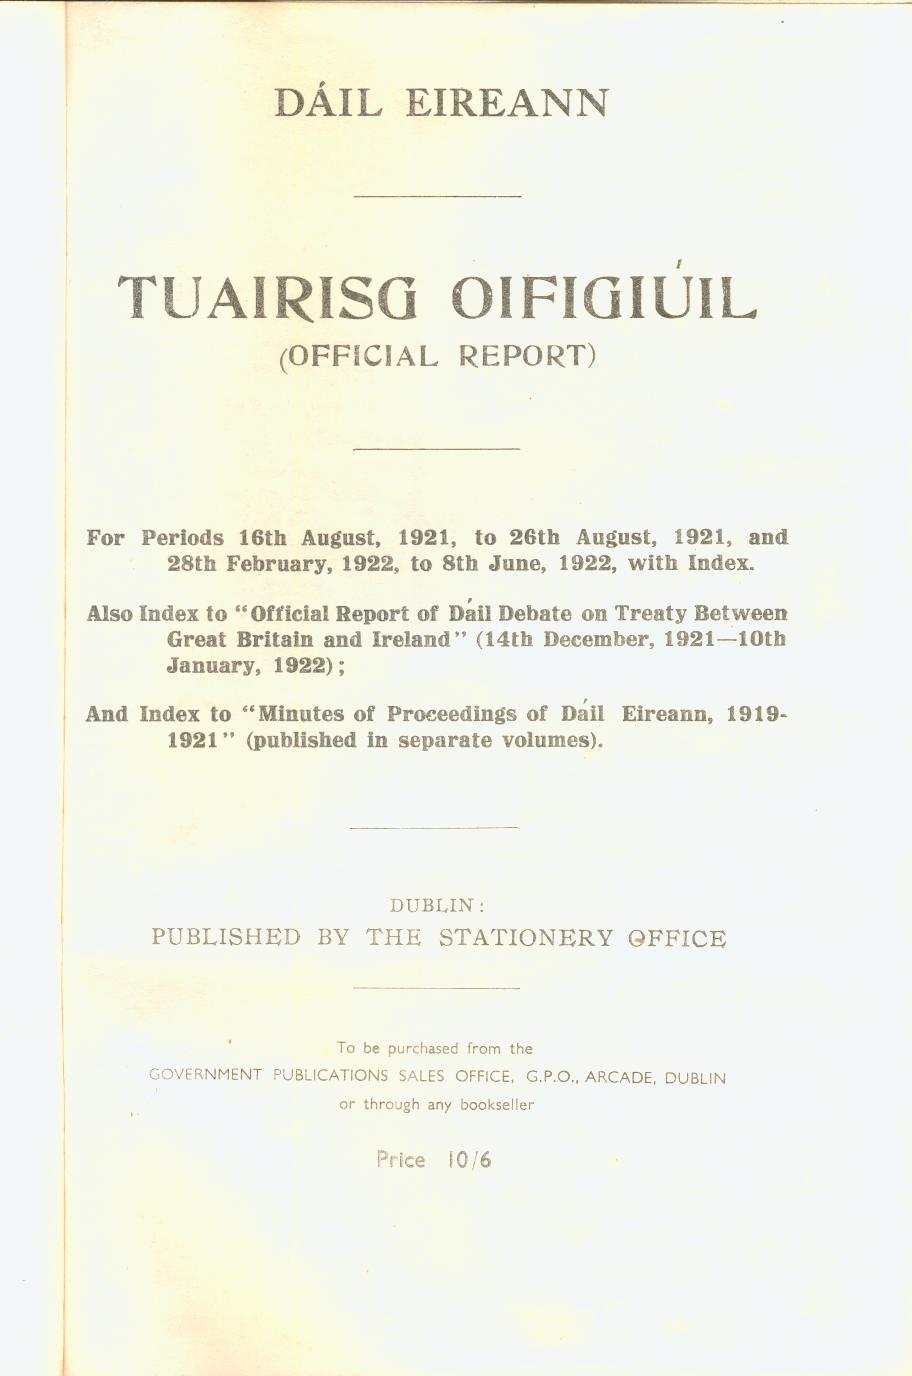 DÁIL EIREANN
TUAIRISG OIFIGIÚIL
(OFFICIAL REPORT)
For Periods 16th August, 1921, to 26th August, 1921, and
28th February, 1922, to 8th June, 1922, with Index.
Also Index to "Official Report of Dáil Debate on Treaty Between
Great Britain and Ireland" (14th December, 1921—10th
January, 1922);
And Index to "Minutes of Proceedings of Dáil Eireann, 1919-
1921" (published in separate volumes).
DUBLIN:
PUBLISHED BY THE STATIONERY OFFICE
To be purchased from the
GOVERNMENT PUBLICATIONS SALES OFFICE, G.P.O., ARCADE, DUBLIN
or through any bookseller
Price 10/6